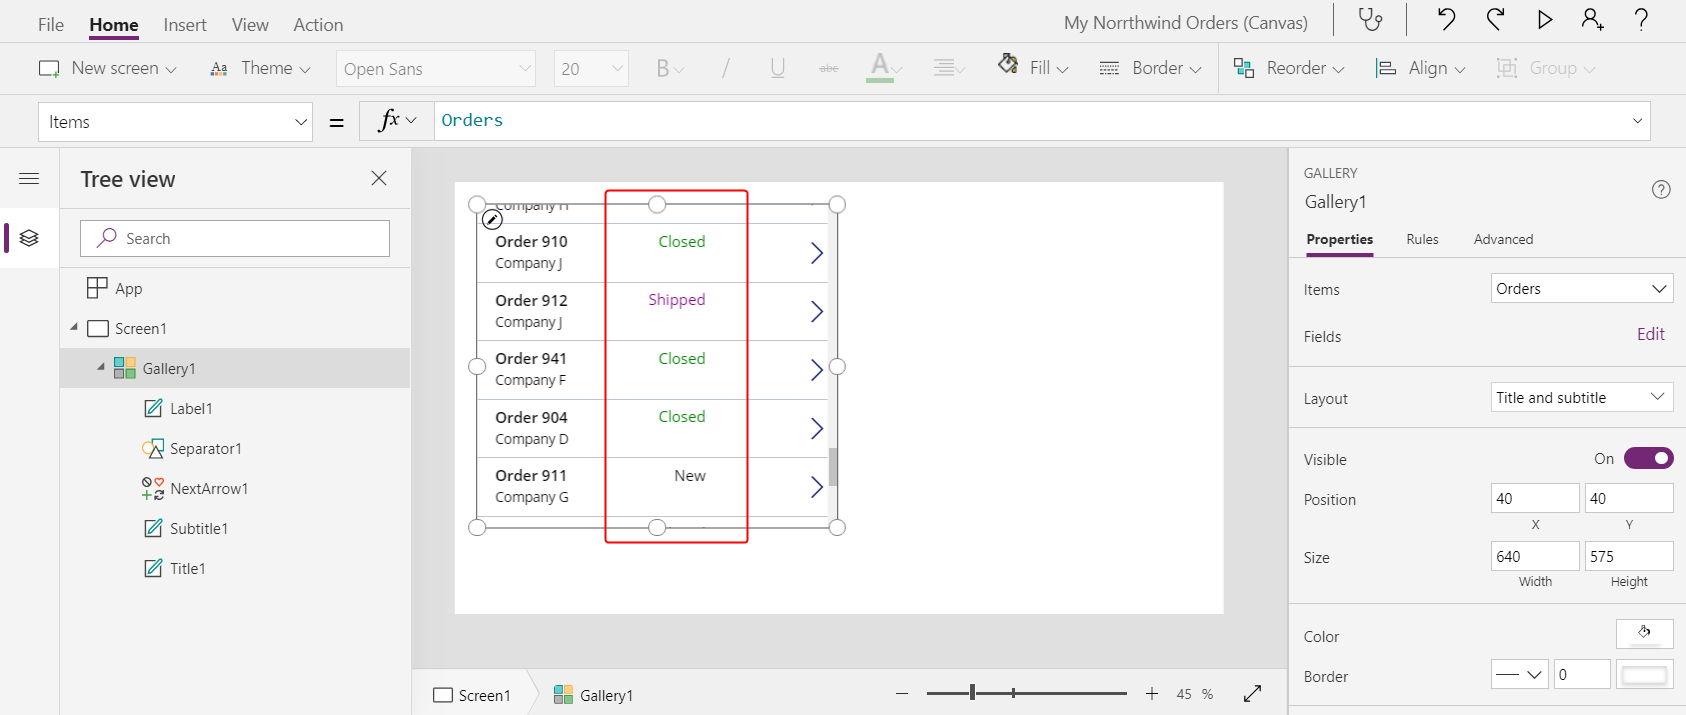 File Home Insert View Action My Norrthwind Orders (Canvas)
New screen Theme Open Sans 20 B / U abc A Fill Border Reorder Align Group
Items = fx Orders
Tree view
Search
App
Screen1
Gallery1
Label1
Separator1
NextArrow1
Subtitle1
Title1
Company H
Order 910 Closed
Company J
Order 912 Shipped
Company J
Order 941 Closed
Company F
Order 904 Closed
Company D
Order 911 New
Company G
Screen1 Gallery1 45 %
GALLERY
Gallery1
Properties Rules Advanced
Items Orders
Fields Edit
Layout Title and subtitle
Visible On
Position 40 40
X Y
Size 640 575
Width Height
Color
Border 0